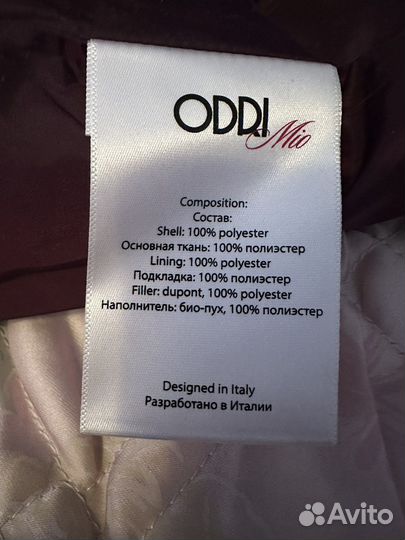 ODDI
Mio
Composition:
Состав:
Shell: 100% polyester
Основная ткань: 100% полиэстер
Lining: 100% polyester
Подкладка: 100% полиэстер
Filler: dupont, 100% polyester
Наполнитель: био-пух, 100% полиэстер
Designed in Italy
Разработано в Италии
Avito